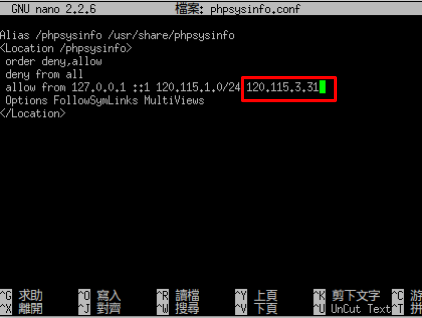 GNU nano 2.2.6 檔案: phpsysinfo.conf
Alias /phpsysinfo /usr/share/phpsysinfo
<Location /phpsysinfo>
order deny,allow
deny from all
allow from 127.0.0.1 ::1 120.115.1.0/24 120.115.3.31
Options FollowSymLinks MultiViews
</Location>
^G 求助 ^O 寫入 ^R 讀檔 ^Y 上頁 ^K 剪下文字 ^C 游
^X 離開 ^J 對齊 ^W 搜尋 ^V 下頁 ^U UnCut Text ^T 拼